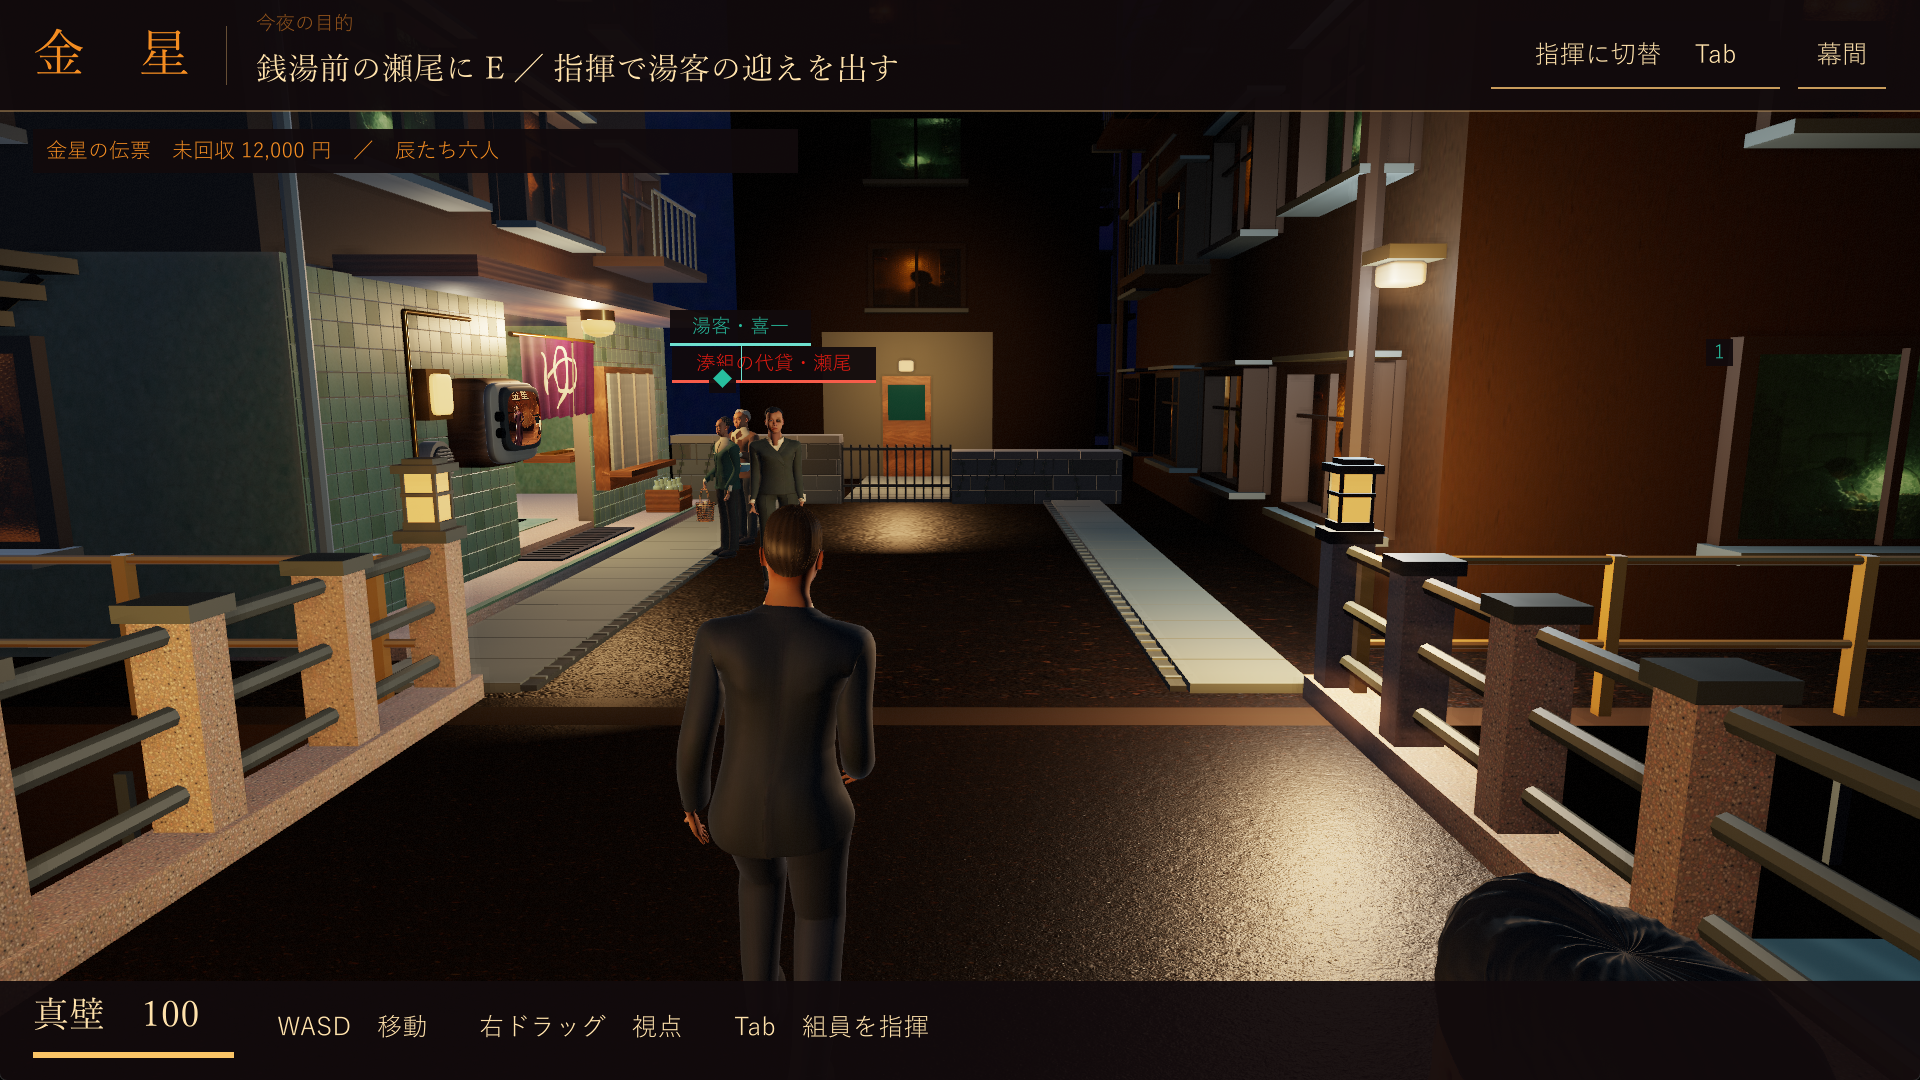 金 星
今夜の目的
銭湯前の瀬尾に E ／ 指揮で湯客の迎えを出す
指揮に切替 Tab
幕間
金星の伝票 未回収 12,000 円 ／ 辰たち六人
湯客・喜一
湊組の代貸・瀬尾
金星
ゆ
1
真壁 100
WASD 移動 右ドラッグ 視点 Tab 組員を指揮